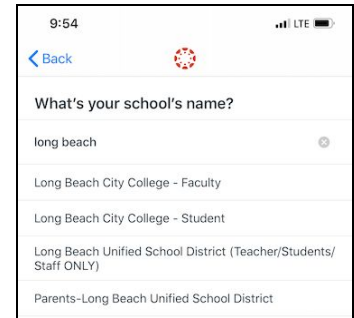 9:54
LTE
Back
What's your school's name?
long beach
Long Beach City College - Faculty
Long Beach City College - Student
Long Beach Unified School District (Teacher/Students/
Staff ONLY)
Parents-Long Beach Unified School District